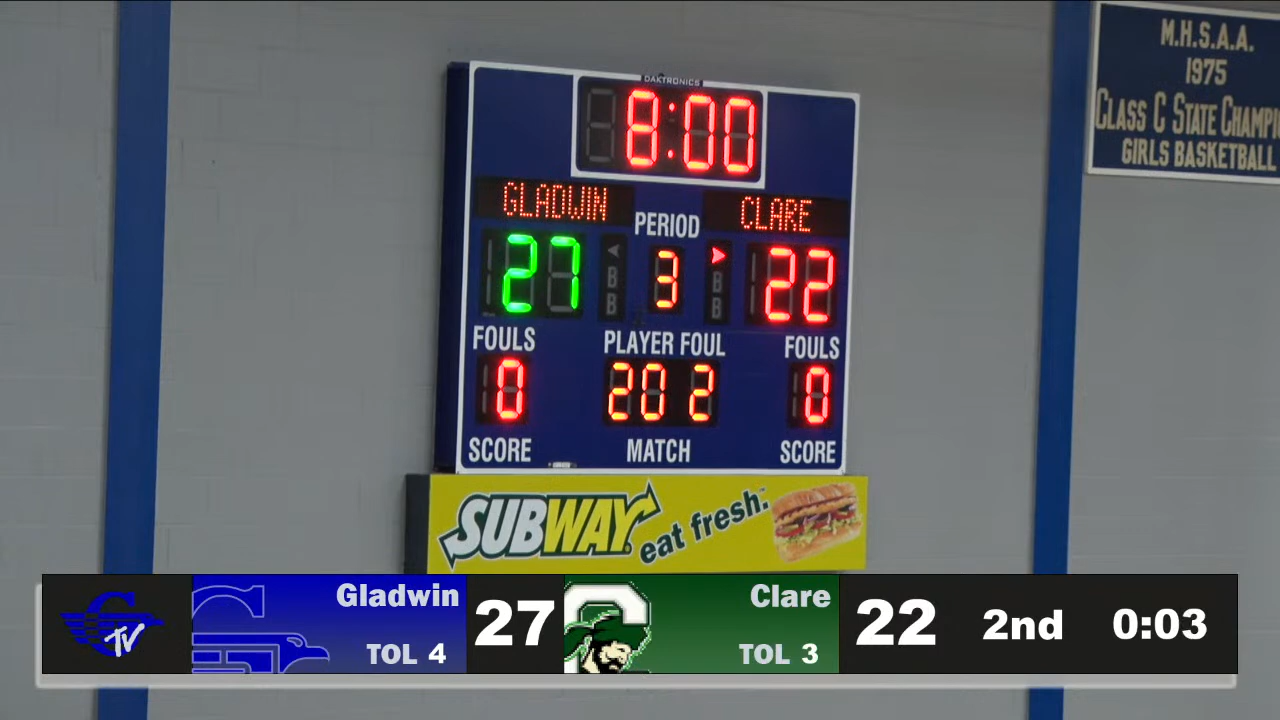 M.H.S.A.A.
1975
CLASS C STATE CHAMPI
GIRLS BASKETBALL
DAKTRONICS
8:00
GLADWIN
PERIOD
CLARE
27
3
22
B
B
B
B
FOULS
PLAYER FOUL
FOULS
0
20 2
0
SCORE
MATCH
SCORE
SUBWAY
eat fresh.
G
TV
Gladwin
TOL 4
27
Clare
TOL 3
22
2nd
0:03